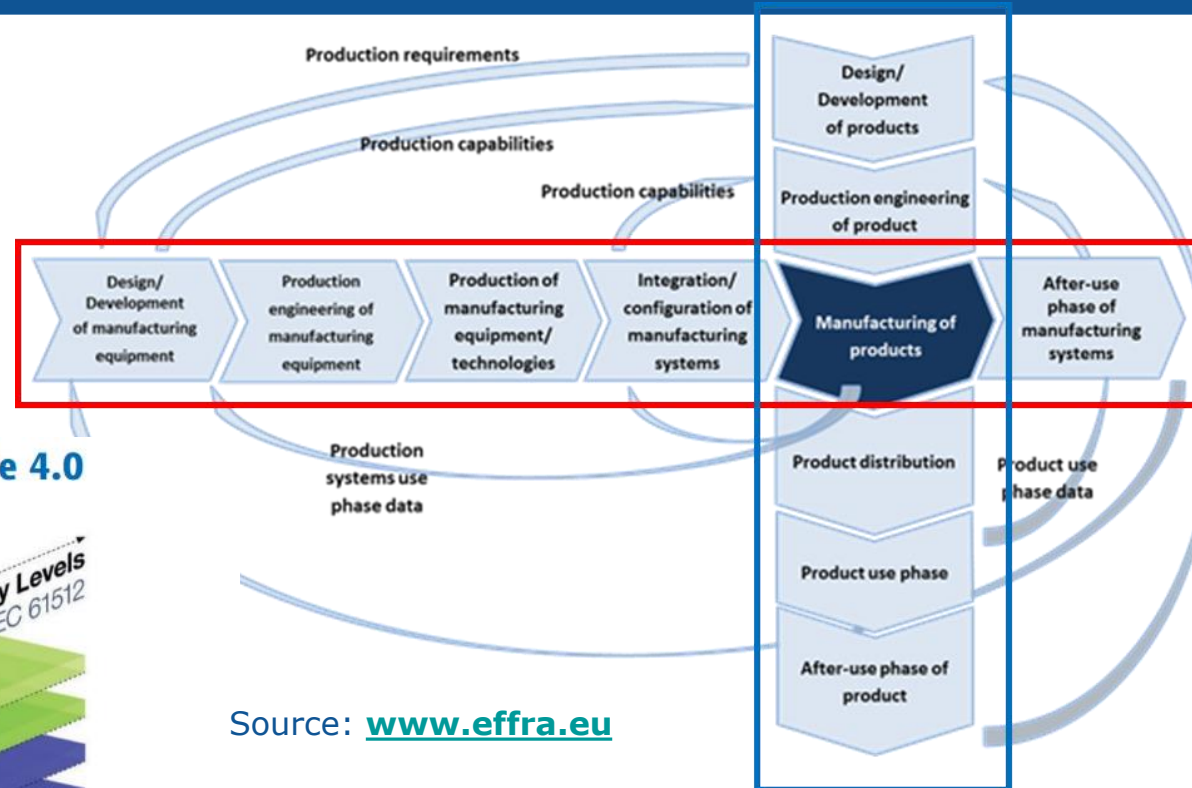 Production requirements
Production capabilities
Production capabilities
Design/
Development
of products
Production engineering
of product
Design/
Development
of manufacturing
equipment
Production
engineering of
manufacturing
equipment
Production of
manufacturing
equipment/
technologies
Integration/
configuration of
manufacturing
systems
Manufacturing of
products
After-use
phase of
manufacturing
systems
Production
systems use
phase data
Product distribution
Product use
phase data
Product use phase
After-use phase of
product
e 4.0
y Levels
EC 61512
Source: www.effra.eu